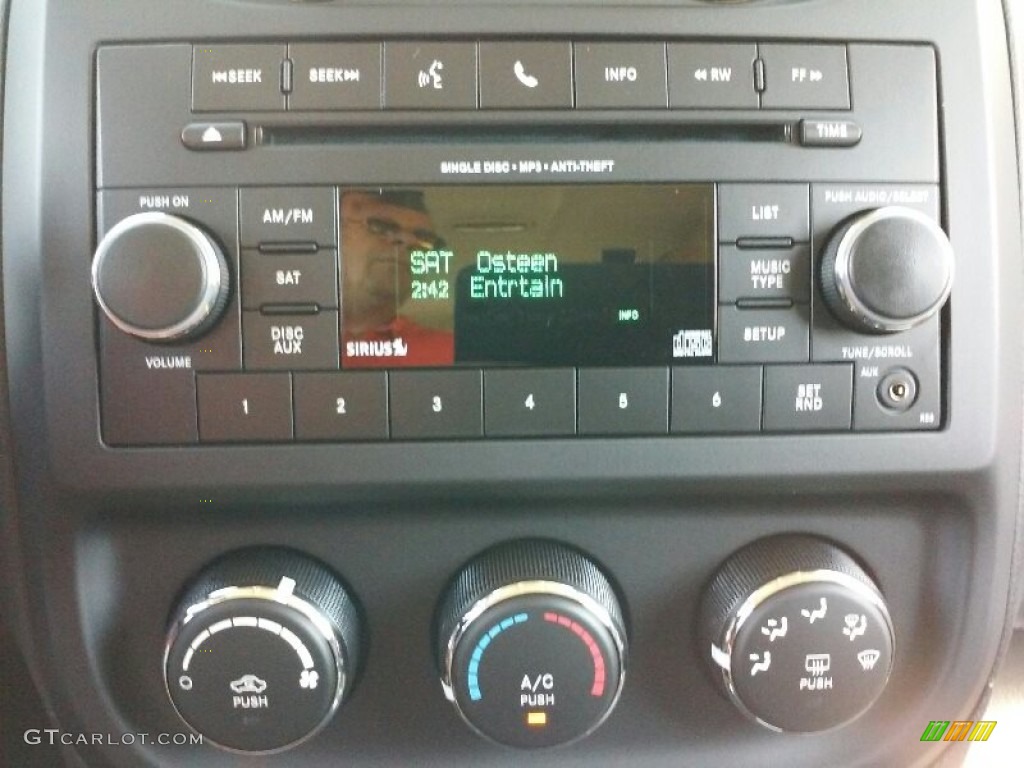 SEEK SEEK INFO RW FF
TIME
SINGLE DISC • MP3 • ANTI-THEFT
PUSH ON
PUSH AUDIO/SELECT
AM/FM
LIST
SAT
MUSIC
TYPE
DISC
AUX
SETUP
SAT Osteen
2:42 Entrtain
INFO
SIRIUS
VOLUME
TUNE/SCROLL
AUX
1 2 3 4 5 6 SET
RND
PUSH
A/C
PUSH
PUSH
GTCARLOT.COM